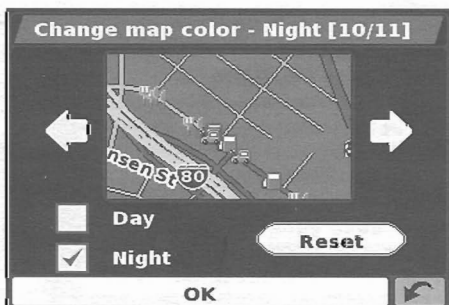 Change map color - Night [10/11]
nsen St 80
Day
Night
Reset
OK